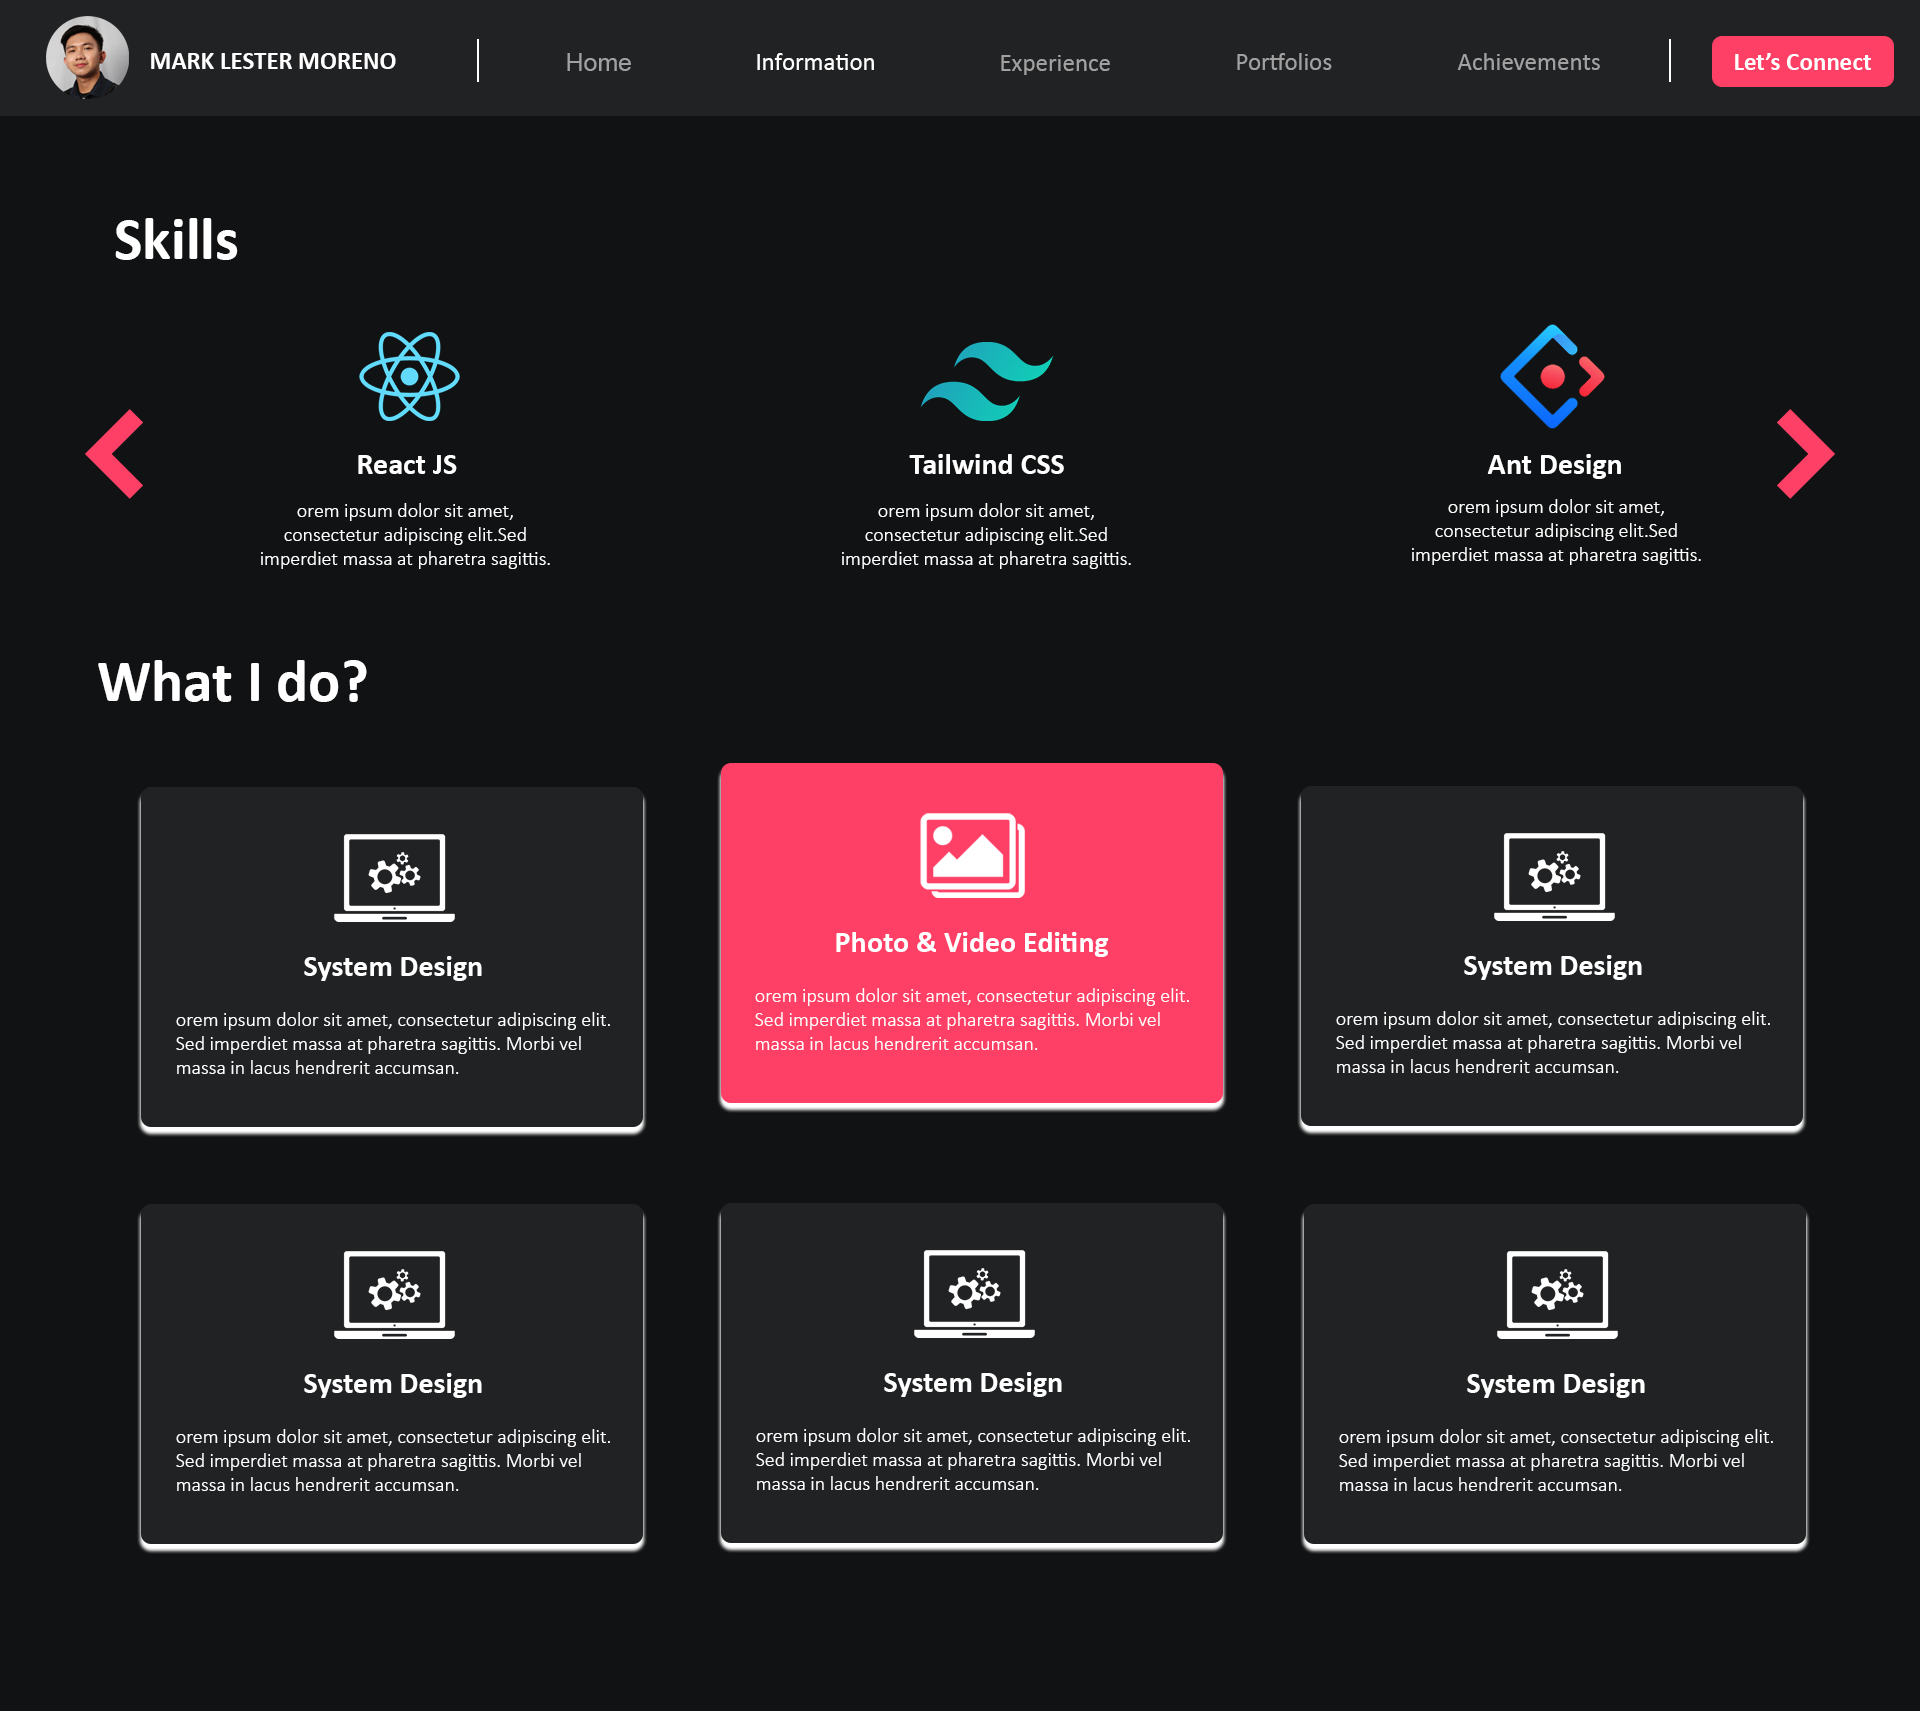 MARK LESTER MORENO
Home
Information
Experience
Portfolios
Achievements
Let's Connect
Skills
React JS
orem ipsum dolor sit amet,
consectetur adipiscing elit.Sed
imperdiet massa at pharetra sagittis.
Tailwind CSS
orem ipsum dolor sit amet,
consectetur adipiscing elit.Sed
imperdiet massa at pharetra sagittis.
Ant Design
orem ipsum dolor sit amet,
consectetur adipiscing elit.Sed
imperdiet massa at pharetra sagittis.
What I do?
System Design
orem ipsum dolor sit amet, consectetur adipiscing elit.
Sed imperdiet massa at pharetra sagittis. Morbi vel
massa in lacus hendrerit accumsan.
Photo & Video Editing
orem ipsum dolor sit amet, consectetur adipiscing elit.
Sed imperdiet massa at pharetra sagittis. Morbi vel
massa in lacus hendrerit accumsan.
System Design
orem ipsum dolor sit amet, consectetur adipiscing elit.
Sed imperdiet massa at pharetra sagittis. Morbi vel
massa in lacus hendrerit accumsan.
System Design
orem ipsum dolor sit amet, consectetur adipiscing elit.
Sed imperdiet massa at pharetra sagittis. Morbi vel
massa in lacus hendrerit accumsan.
System Design
orem ipsum dolor sit amet, consectetur adipiscing elit.
Sed imperdiet massa at pharetra sagittis. Morbi vel
massa in lacus hendrerit accumsan.
System Design
orem ipsum dolor sit amet, consectetur adipiscing elit.
Sed imperdiet massa at pharetra sagittis. Morbi vel
massa in lacus hendrerit accumsan.